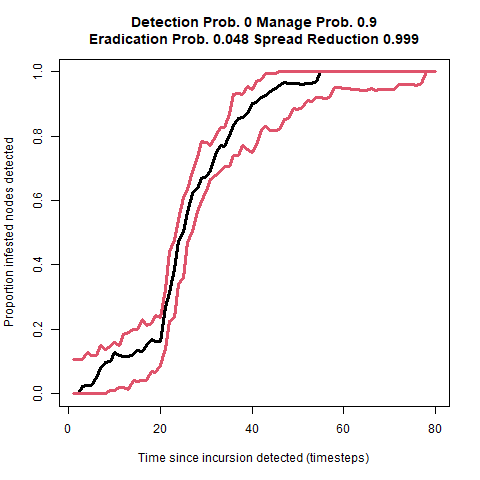 Detection Prob. 0 Manage Prob. 0.9
Eradication Prob. 0.048 Spread Reduction 0.999
Proportion infested nodes detected
1.0
0.8
0.6
0.4
0.2
0.0
0 20 40 60 80
Time since incursion detected (timesteps)